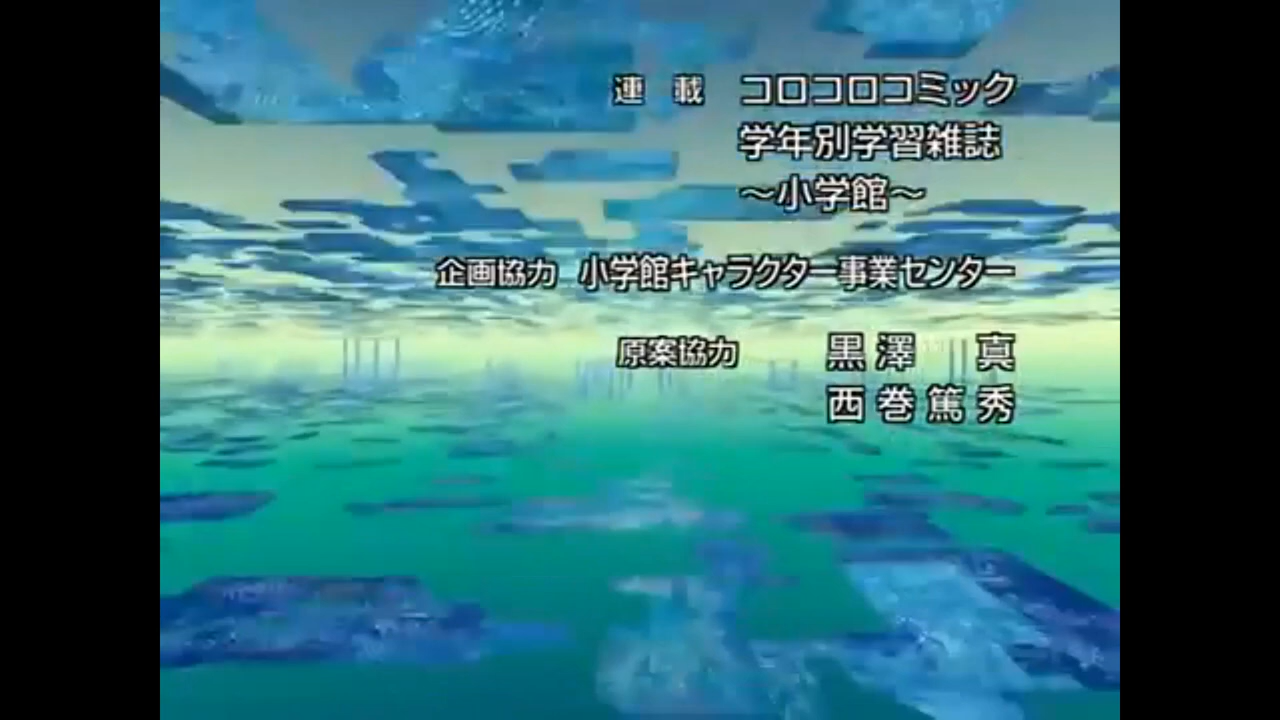 連 載 コロコロコミック
学年別学習雑誌
～小学館～
企画協力 小学館キャラクター事業センター
原案協力 黒澤 真
西巻篤秀